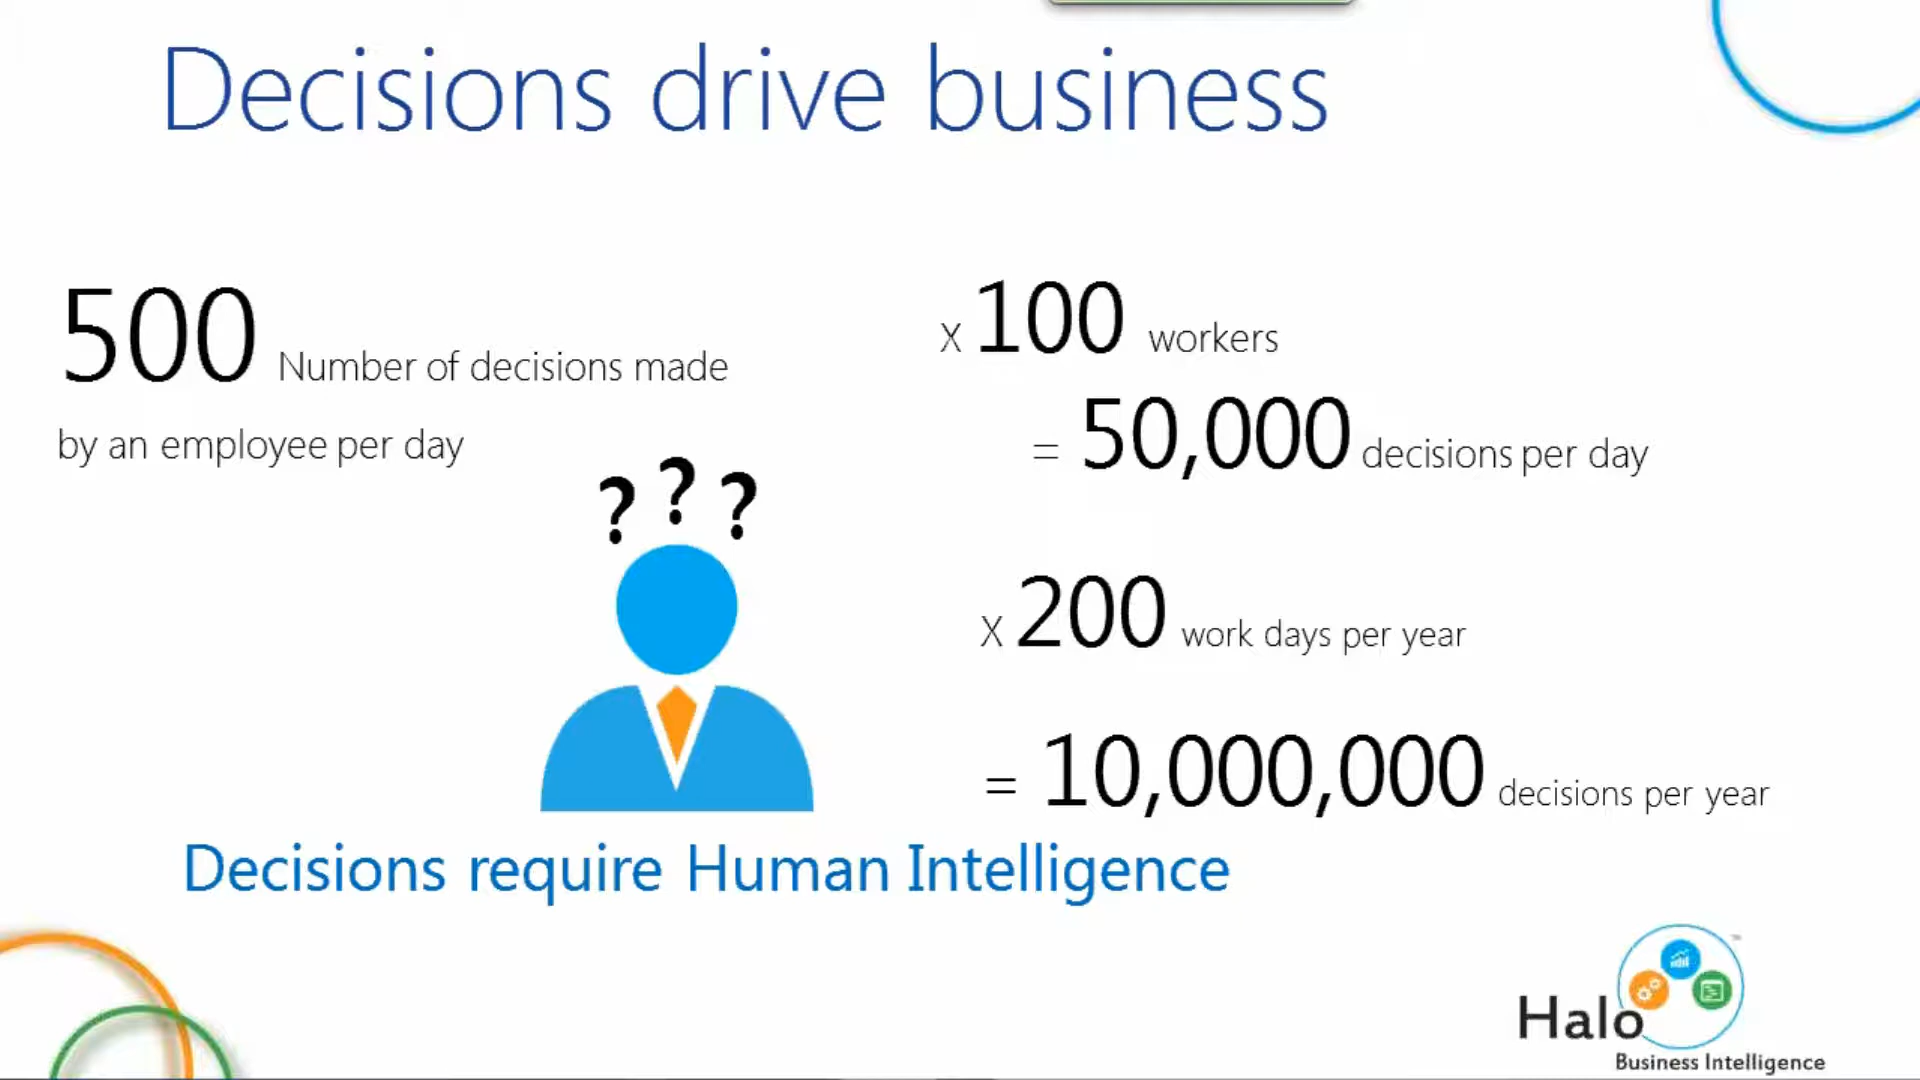 Decisions drive business
500 Number of decisions made
by an employee per day
? ? ?
x 100 workers
= 50,000 decisions per day
X 200 work days per year
= 10,000,000 decisions per year
Decisions require Human Intelligence
Halo
Business Intelligence